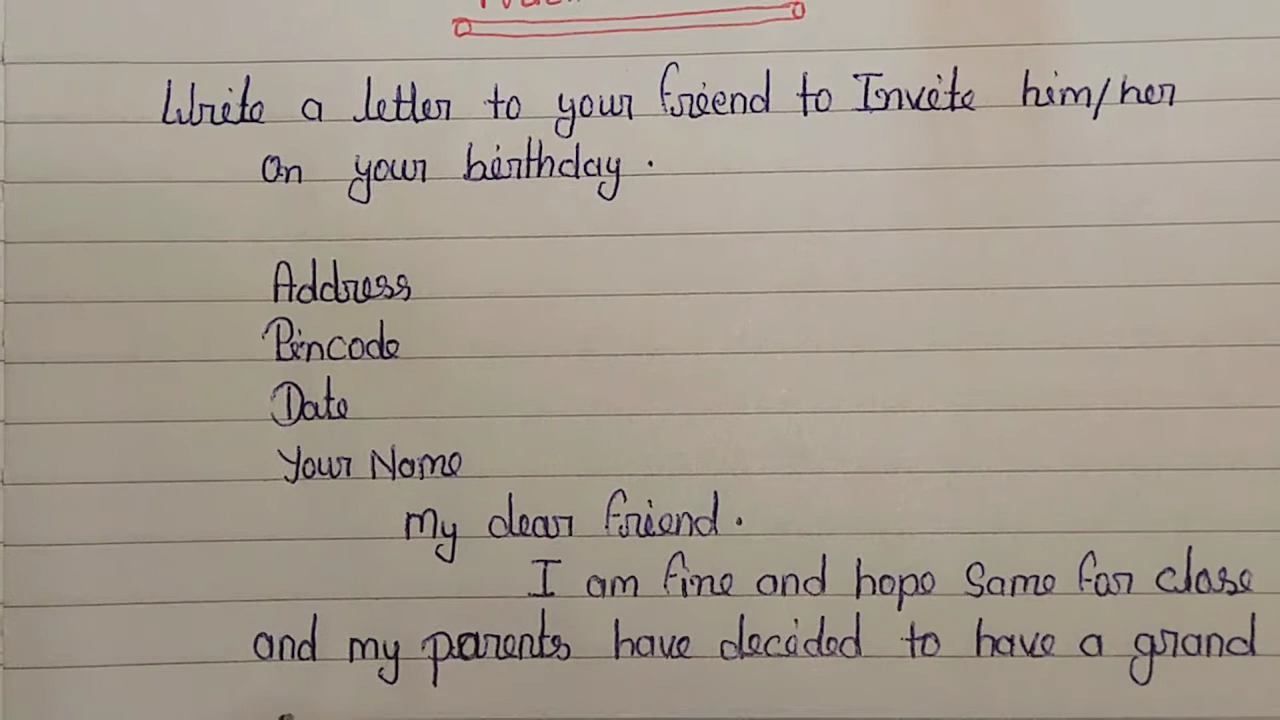 Write a letter to your friend to Invite him/her
on your birthday.
Address
Pincode
Date
Your Name
My dear friend.
I am fine and hope Same for close
and my parents have decided to have a grand